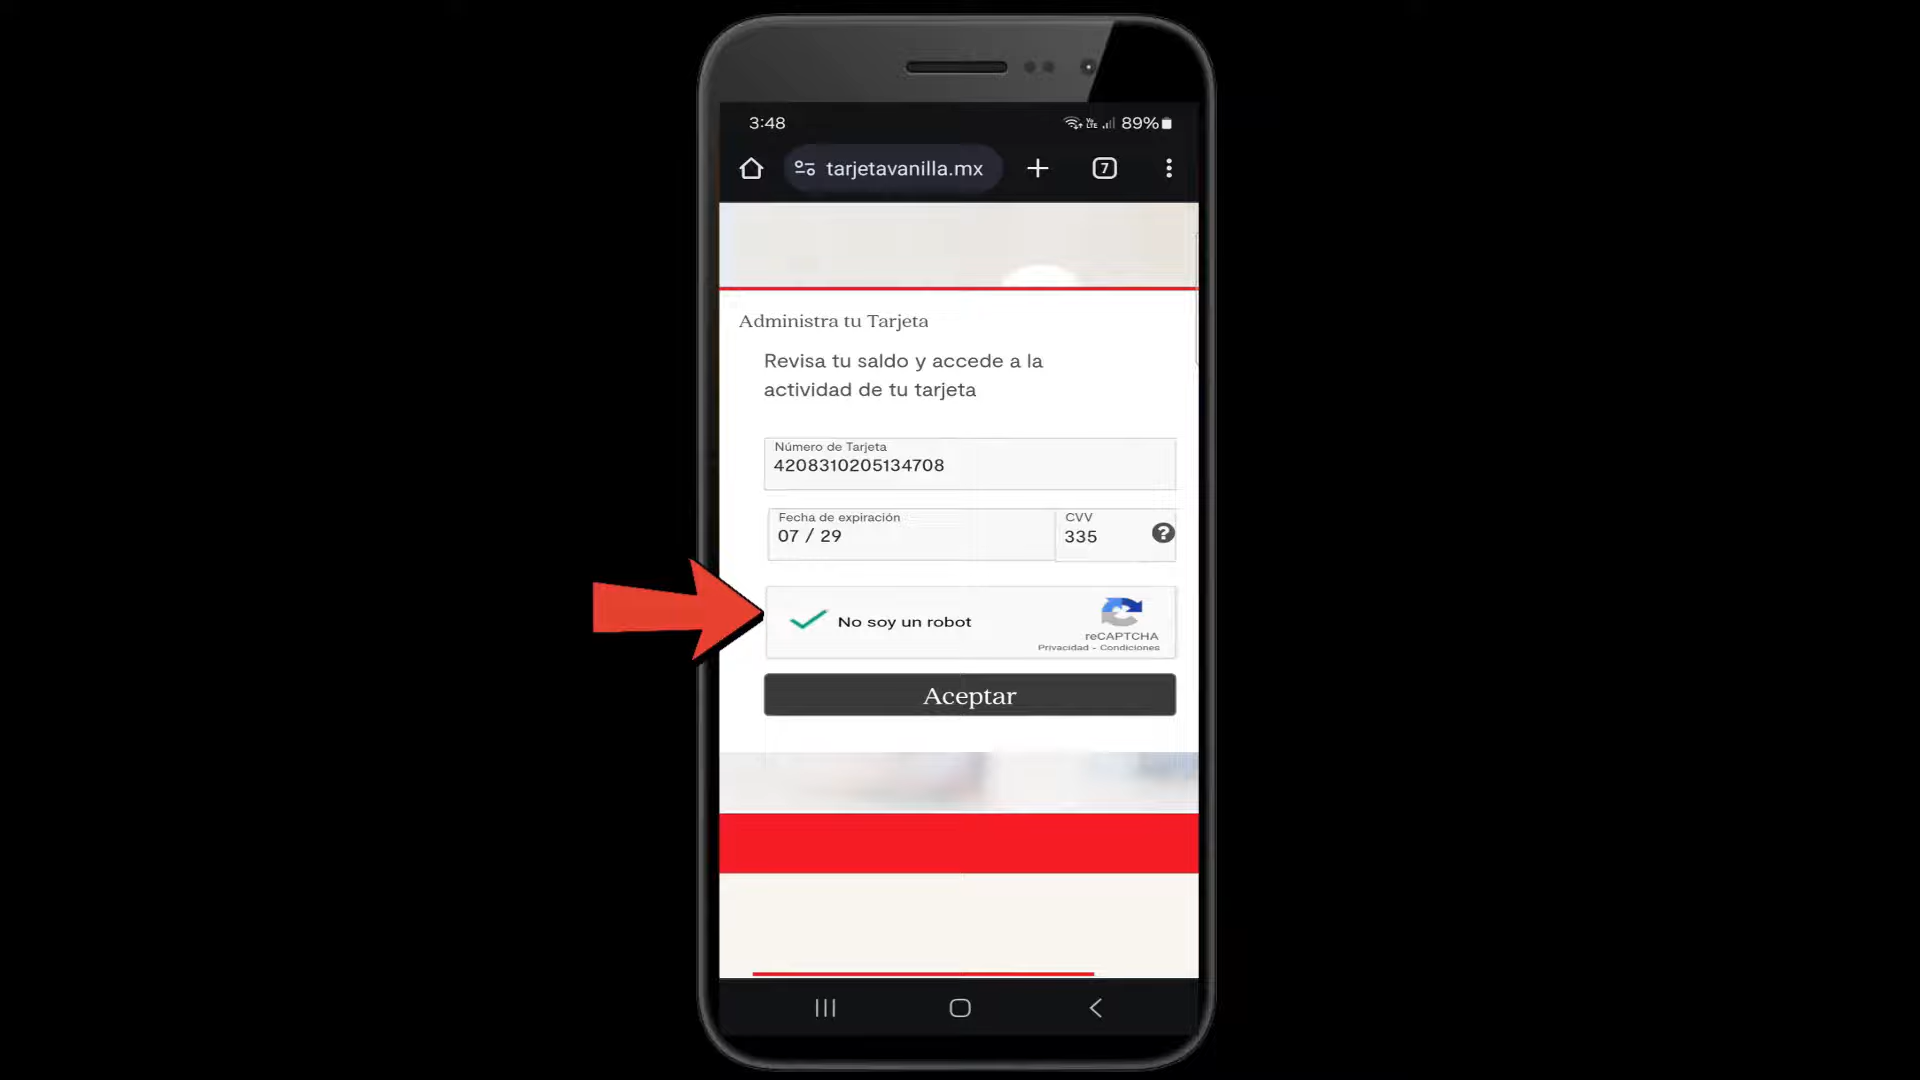 3:48
89%
tarjetavanilla.mx
7
Administra tu Tarjeta
Revisa tu saldo y accede a la
actividad de tu tarjeta
Número de Tarjeta
4208310205134708
Fecha de expiración
07 / 29
CVV
335
?
No soy un robot
reCAPTCHA
Privacidad - Condiciones
Aceptar